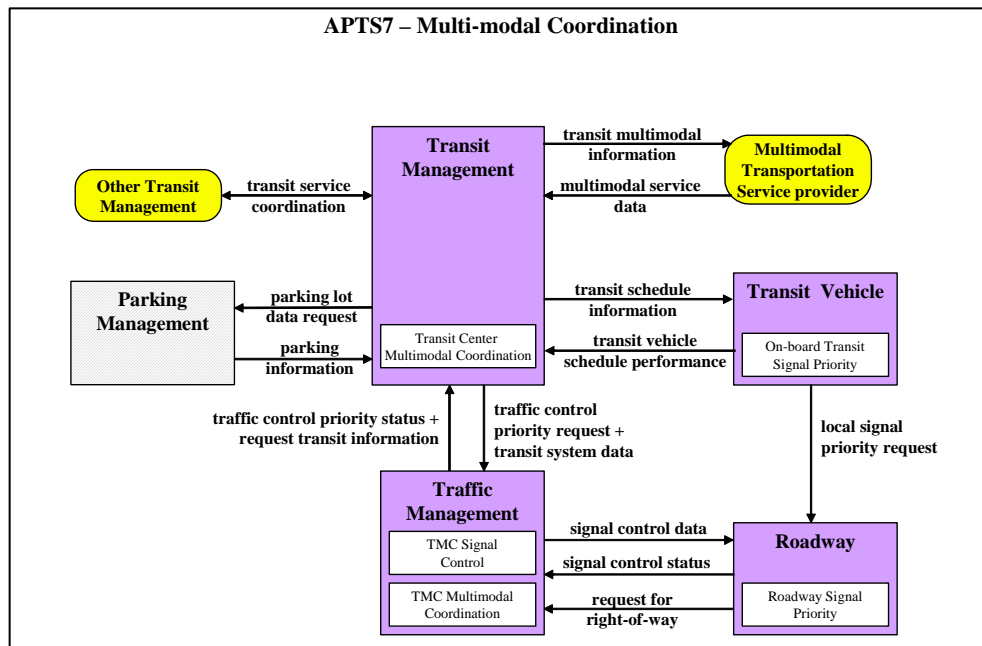 APTS7 – Multi-modal Coordination
Transit
Management
transit multimodal
information
Multimodal
Transportation
Service provider
Other Transit
Management
transit service
coordination
multimodal service
data
Parking
Management
parking lot
data request
parking
information
Transit Center
Multimodal Coordination
transit schedule
information
transit vehicle
schedule performance
Transit Vehicle
On-board Transit
Signal Priority
traffic control priority status +
request transit information
traffic control
priority request +
transit system data
local signal
priority request
Traffic
Management
TMC Signal
Control
TMC Multimodal
Coordination
signal control data
signal control status
request for
right-of-way
Roadway
Roadway Signal
Priority